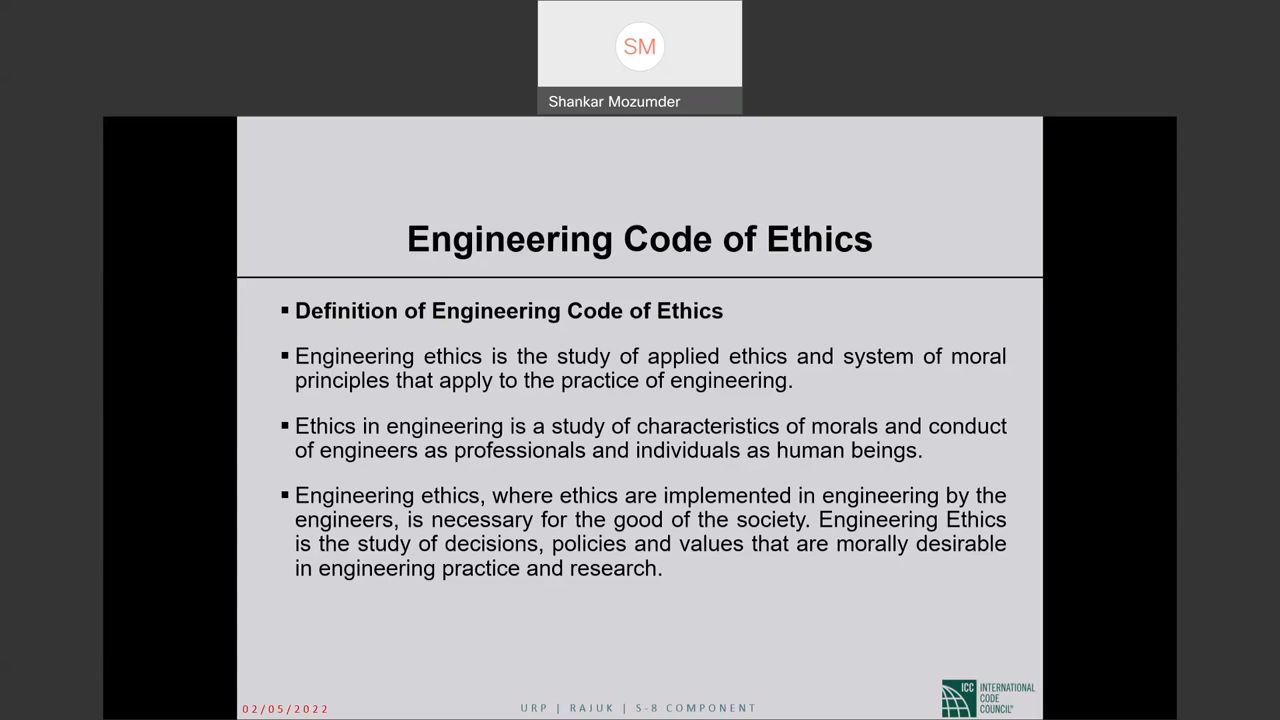 SM
Shankar Mozumder
Engineering Code of Ethics
▪ Definition of Engineering Code of Ethics
▪ Engineering ethics is the study of applied ethics and system of moral
principles that apply to the practice of engineering.
▪ Ethics in engineering is a study of characteristics of morals and conduct
of engineers as professionals and individuals as human beings.
▪ Engineering ethics, where ethics are implemented in engineering by the
engineers, is necessary for the good of the society. Engineering Ethics
is the study of decisions, policies and values that are morally desirable
in engineering practice and research.
02/05/2022
URP | RAJUK | S-8 COMPONENT
ICC
INTERNATIONAL
CODE
COUNCIL®